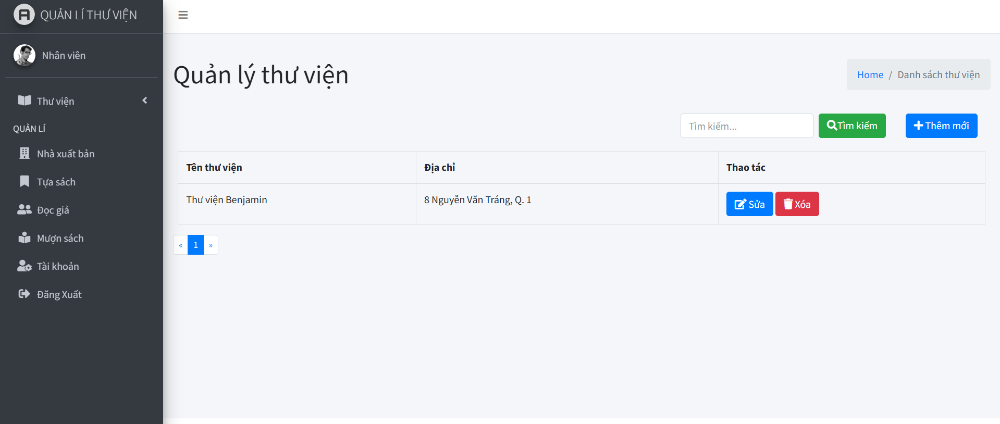 QUẢN LÍ THƯ VIỆN
Nhân viên
Thư viện
QUẢN LÍ
Nhà xuất bản
Tựa sách
Đọc giả
Mượn sách
Tài khoản
Đăng Xuất
Quản lý thư viện
Home / Danh sách thư viện
Tìm kiếm...
Tìm kiếm
Thêm mới
Tên thư viện Địa chỉ Thao tác
Thư viện Benjamin 8 Nguyễn Văn Tráng, Q. 1 Sửa Xóa
« 1 »